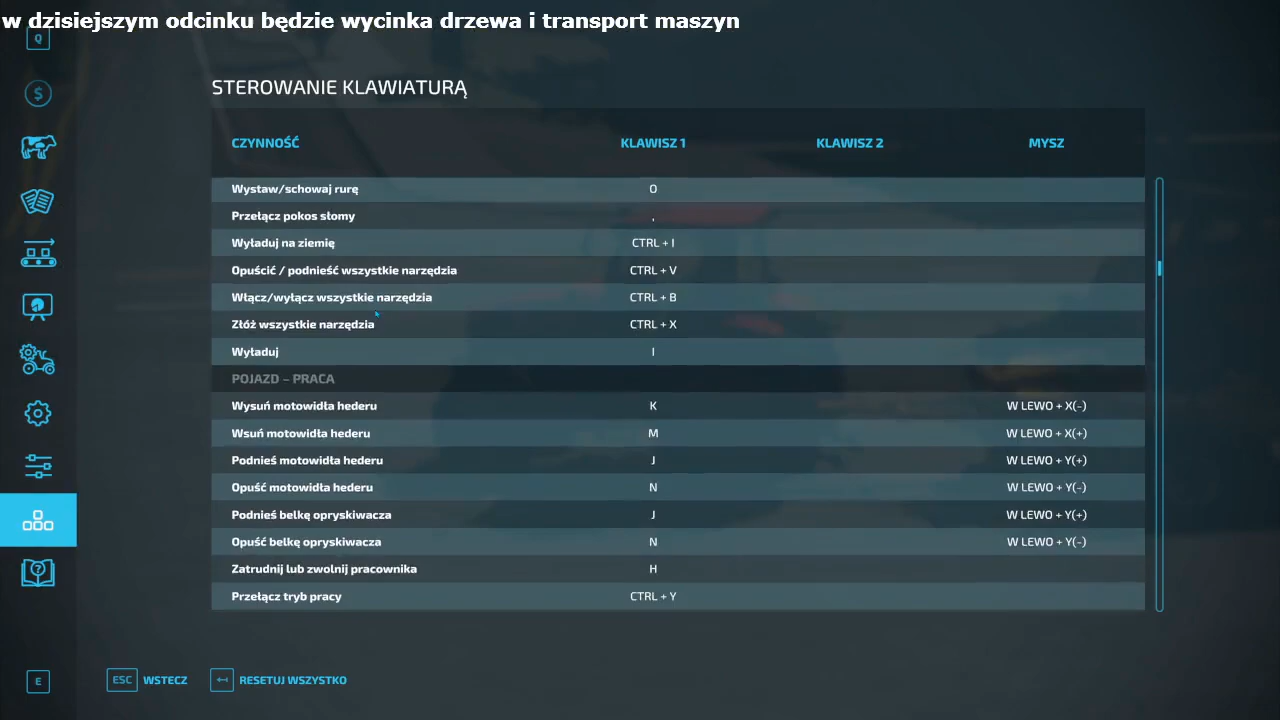 w dzisiejszym odcinku będzie wycinka drzewa i transport maszyn
Q
$
STEROWANIE KLAWIATURĄ
CZYNNOŚĆ KLAWISZ 1 KLAWISZ 2 MYSZ
Wystaw/schowaj rurę O
Przełącz pokos słomy ,
Wyładuj na ziemię CTRL + I
Opuścić / podnieść wszystkie narzędzia CTRL + V
Włącz/wyłącz wszystkie narzędzia CTRL + B
Złóż wszystkie narzędzia CTRL + X
Wyładuj I
POJAZD – PRACA
Wysuń motowidła hederu K W LEWO + X(-)
Wsuń motowidła hederu M W LEWO + X(+)
Podnieś motowidła hederu J W LEWO + Y(+)
Opuść motowidła hederu N W LEWO + Y(-)
Podnieś belkę opryskiwacza J W LEWO + Y(+)
Opuść belkę opryskiwacza N W LEWO + Y(-)
Zatrudnij lub zwolnij pracownika H
Przełącz tryb pracy CTRL + Y
?
E
ESC WSTECZ RESETUJ WSZYSTKO